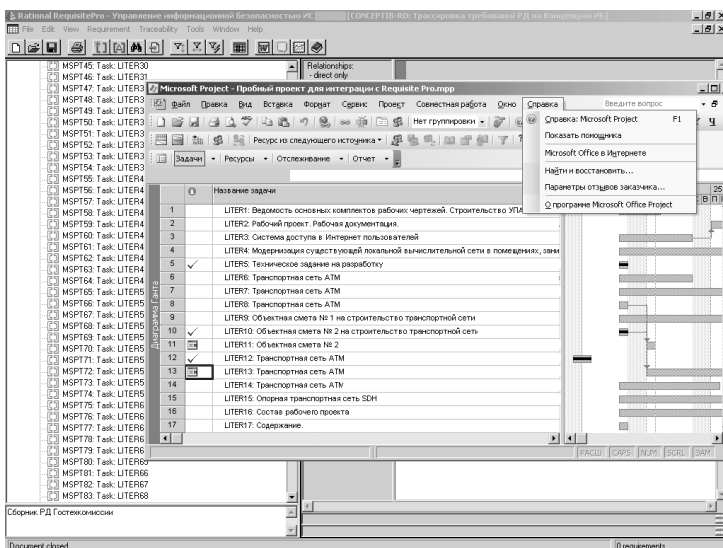 Rational RequisitePro - Управление информационной безопасностью ИС [CONCEPTIB-RD: Трассировка требований РД на Концепцию ИБ]
File Edit View Requirement Traceability Tools Window Help
MSPT45: Task: LITER30
MSPT46: Task: LITER31
MSPT47: Task: LITER3
MSPT48: Task: LITER3
MSPT49: Task: LITER3
MSPT50: Task: LITER3
MSPT51: Task: LITER3
MSPT52: Task: LITER3
MSPT53: Task: LITER3
MSPT54: Task: LITER3
MSPT55: Task: LITER4
MSPT56: Task: LITER4
MSPT57: Task: LITER4
MSPT58: Task: LITER4
MSPT59: Task: LITER4
MSPT60: Task: LITER4
MSPT61: Task: LITER4
MSPT62: Task: LITER4
MSPT63: Task: LITER4
MSPT64: Task: LITER4
MSPT65: Task: LITER5
MSPT66: Task: LITER5
MSPT67: Task: LITER5
MSPT68: Task: LITER5
MSPT69: Task: LITER5
MSPT70: Task: LITER5
MSPT71: Task: LITER5
MSPT72: Task: LITER5
MSPT73: Task: LITER5
MSPT74: Task: LITER5
MSPT75: Task: LITER6
MSPT76: Task: LITER6
MSPT77: Task: LITER6
MSPT78: Task: LITER6
MSPT79: Task: LITER6
MSPT80: Task: LITER65
MSPT81: Task: LITER66
MSPT82: Task: LITER67
MSPT83: Task: LITER68
Relationships:
- direct only
Microsoft Project - Пробный проект для интеграции с Requisite Pro.mpp
Файл Правка Вид Вставка Формат Сервис Проект Совместная работа Окно Справка Введите вопрос
Нет группировки
Ресурс из следующего источника
Задачи Ресурсы Отслеживание Отчет
Справка: Microsoft Project F1
Показать помощника
Microsoft Office в Интернете
Найти и восстановить...
Параметры отзывов заказчика...
О программе Microsoft Office Project
Название задачи
25
В П
Диаграмма Ганта
1 LITER1: Ведомость основных комплектов рабочих чертежей. Строительство УПА
2 LITER2: Рабочий проект. Рабочая документация.
3 LITER3: Система доступа в Интернет пользователей
4 LITER4: Модернизация существующей локальной вычислительной сети в помещениях, зани
5 LITER5: Техническое задание на разработку
6 LITER6: Транспортная сеть АТМ
7 LITER7: Транспортная сеть АТМ
8 LITER8: Транспортная сеть АТМ
9 LITER9: Объектная смета № 1 на строительство транспортной сети
10 LITER10: Объектная смета № 2 на строительство транспортной сети
11 LITER11: Объектная смета № 2
12 LITER12: Транспортная сеть АТМ
13 LITER13: Транспортная сеть АТМ
14 LITER14: Транспортная сеть АТМ
15 LITER15: Опорная транспортная сеть SDH
16 LITER16: Состав рабочего проекта
17 LITER17: Содержание.
РАСШ CAPS NUM SCRL ЗАМ
Сборник РД Гостехкомиссии
Document closed 0 requirements